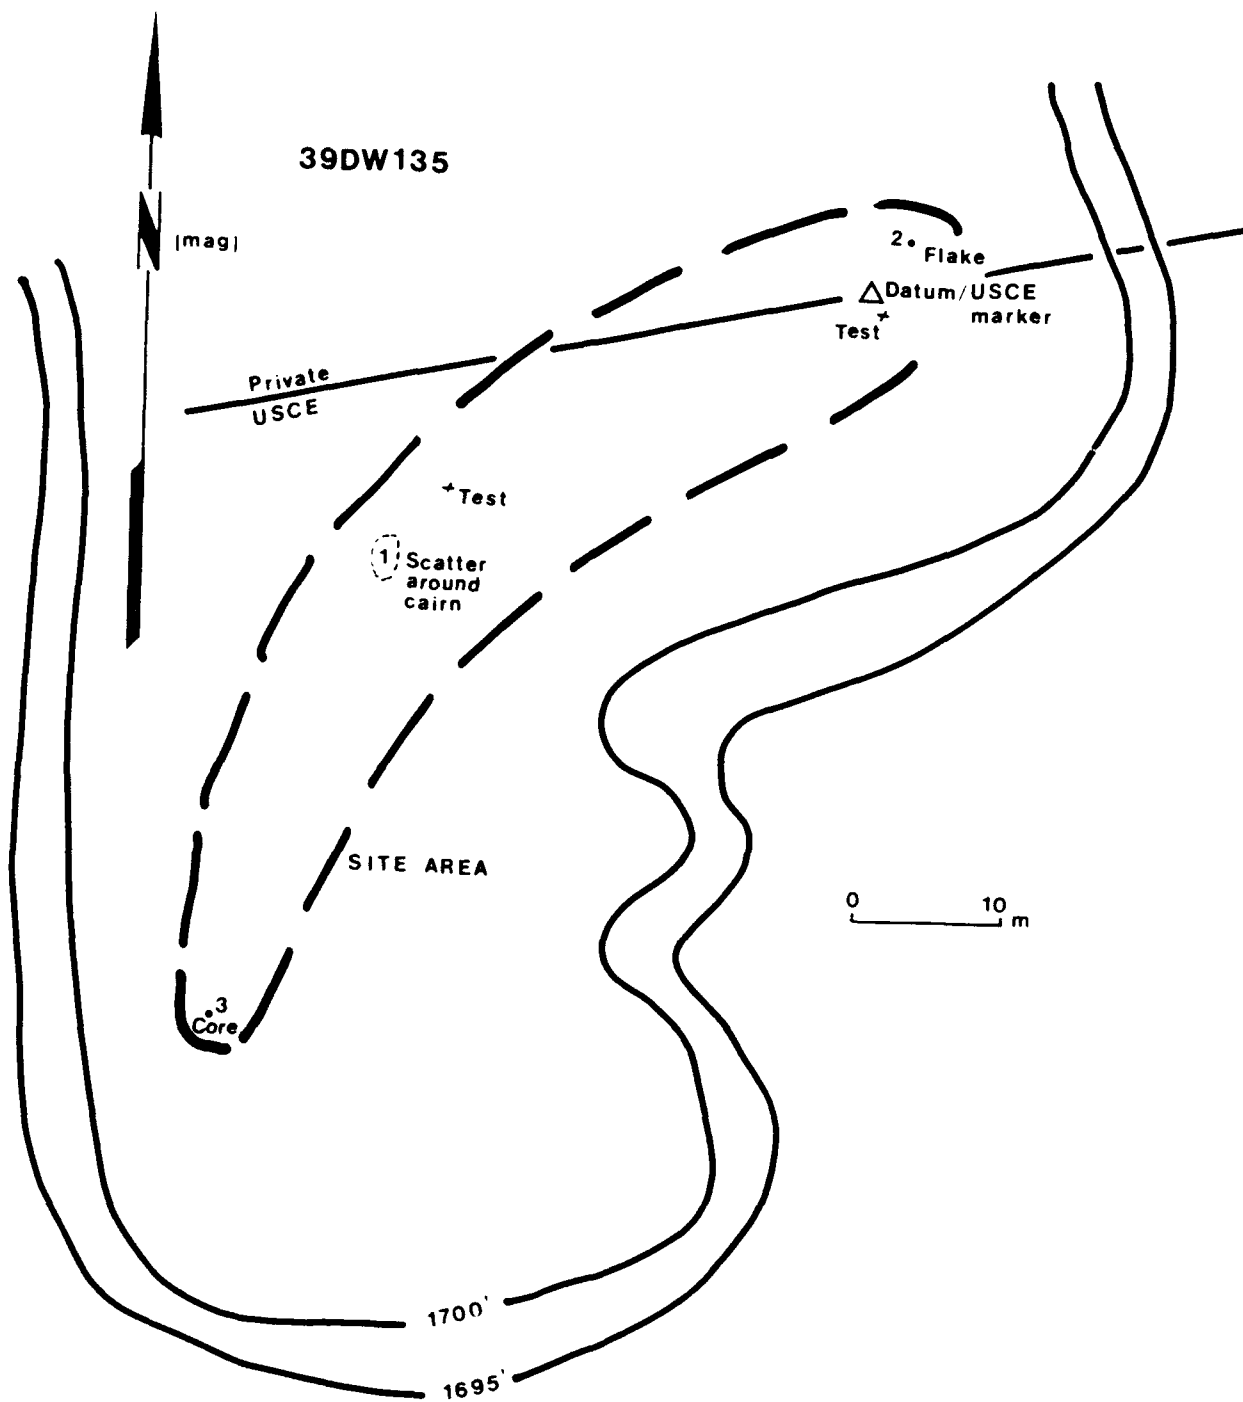 39DW135
N
(mag)
2
Flake
Datum/USCE
marker
Test
Private
USCE
Test
1
Scatter
around
cairn
SITE AREA
0 10 m
3
Core
1700'
1695'